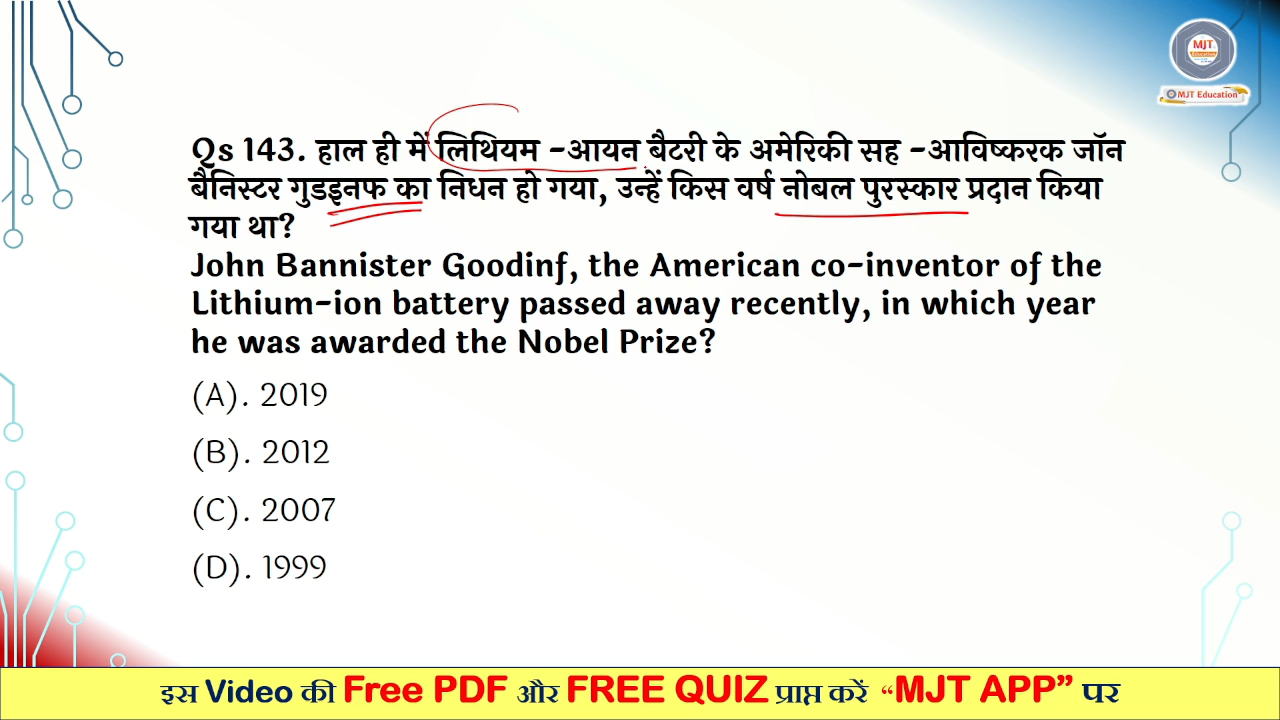 MJT
Education
MJT Education
Qs 143. हाल ही में लिथियम -आयन बैटरी के अमेरिकी सह -आविष्करक जॉन
बैनिस्टर गुडइनफ का निधन हो गया, उन्हें किस वर्ष नोबल पुरस्कार प्रदान किया
गया था?
John Bannister Goodinf, the American co-inventor of the
Lithium-ion battery passed away recently, in which year
he was awarded the Nobel Prize?
(A). 2019
(B). 2012
(C). 2007
(D). 1999
इस Video की Free PDF और FREE QUIZ प्राप्त करें “MJT APP” पर